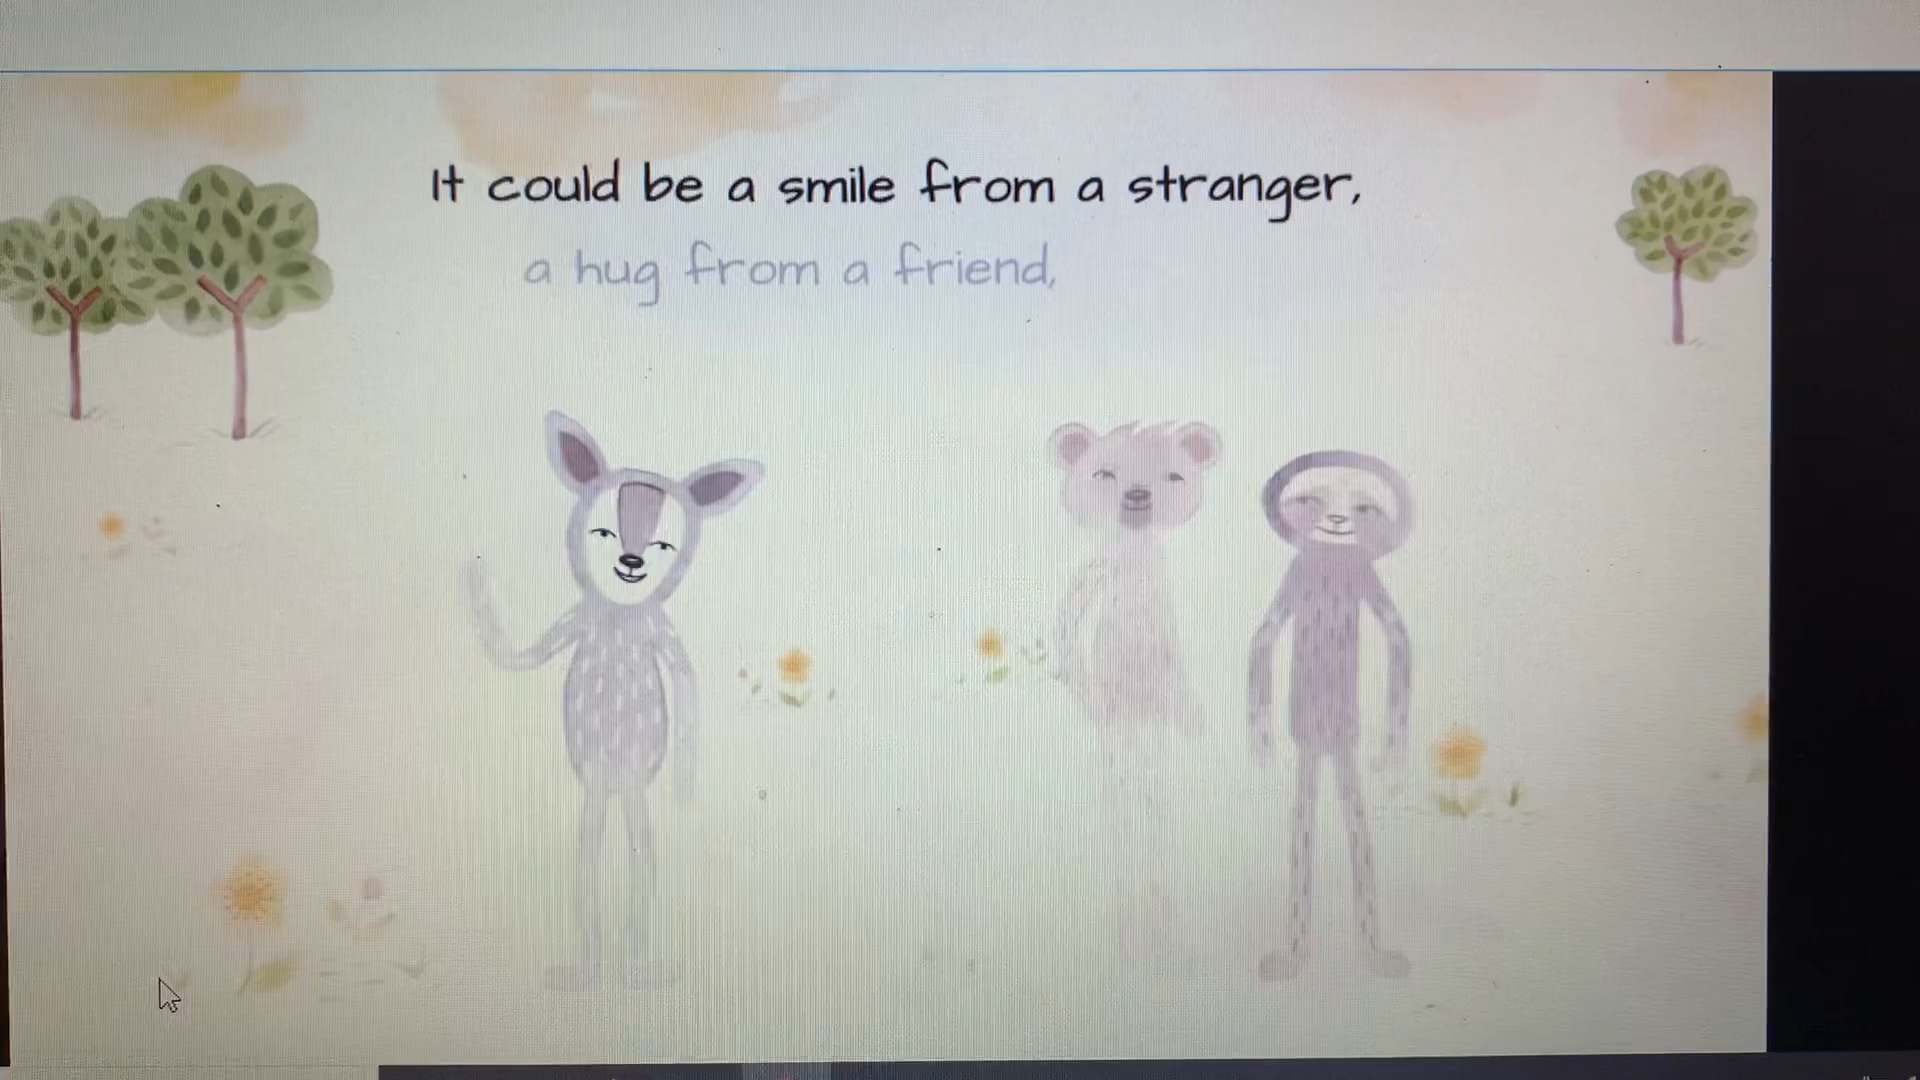 It could be a smile from a stranger,
a hug from a friend,